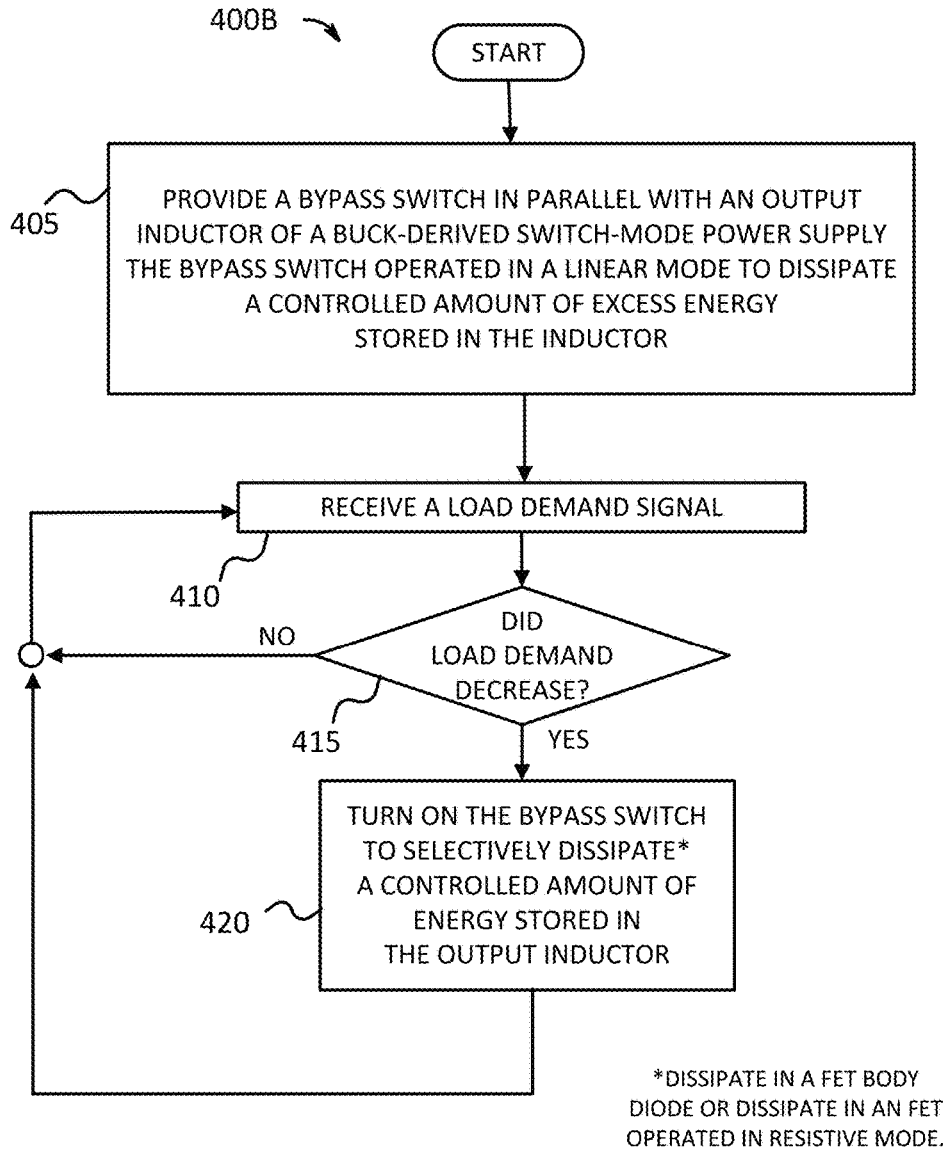 400B
START
405
PROVIDE A BYPASS SWITCH IN PARALLEL WITH AN OUTPUT
INDUCTOR OF A BUCK-DERIVED SWITCH-MODE POWER SUPPLY
THE BYPASS SWITCH OPERATED IN A LINEAR MODE TO DISSIPATE
A CONTROLLED AMOUNT OF EXCESS ENERGY
STORED IN THE INDUCTOR
RECEIVE A LOAD DEMAND SIGNAL
410
DID
LOAD DEMAND
DECREASE?
NO
415
YES
TURN ON THE BYPASS SWITCH
TO SELECTIVELY DISSIPATE*
A CONTROLLED AMOUNT OF
ENERGY STORED IN
THE OUTPUT INDUCTOR
420
*DISSIPATE IN A FET BODY
DIODE OR DISSIPATE IN AN FET
OPERATED IN RESISTIVE MODE.